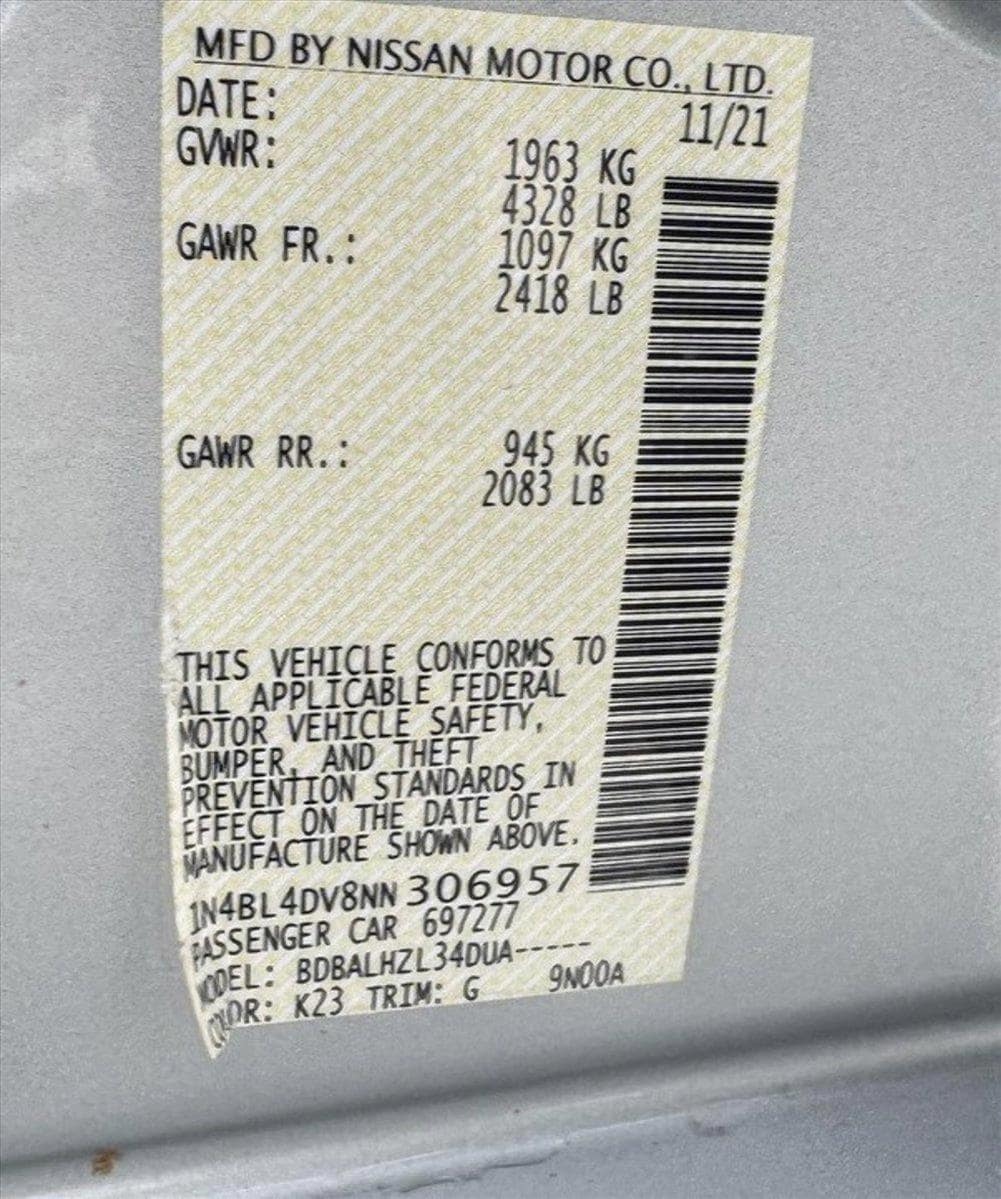 MFD BY NISSAN MOTOR CO., LTD.
DATE: 11/21
GVWR: 1963 KG
4328 LB
GAWR FR.: 1097 KG
2418 LB
GAWR RR.: 945 KG
2083 LB
THIS VEHICLE CONFORMS TO
ALL APPLICABLE FEDERAL
MOTOR VEHICLE SAFETY,
BUMPER, AND THEFT
PREVENTION STANDARDS IN
EFFECT ON THE DATE OF
MANUFACTURE SHOWN ABOVE.
1N4BL4DV8NN 306957
PASSENGER CAR 697277
MODEL: BDBALHZL34DUA-----
COLOR: K23 TRIM: G 9N00A